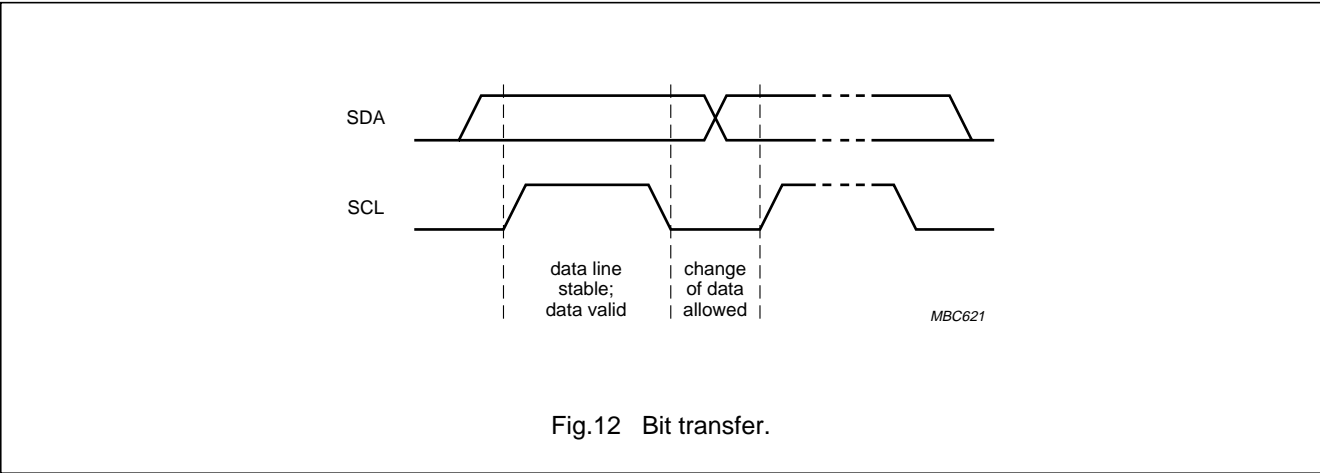 SDA
SCL
data line
stable;
data valid
change
of data
allowed
MBC621
Fig.12 Bit transfer.